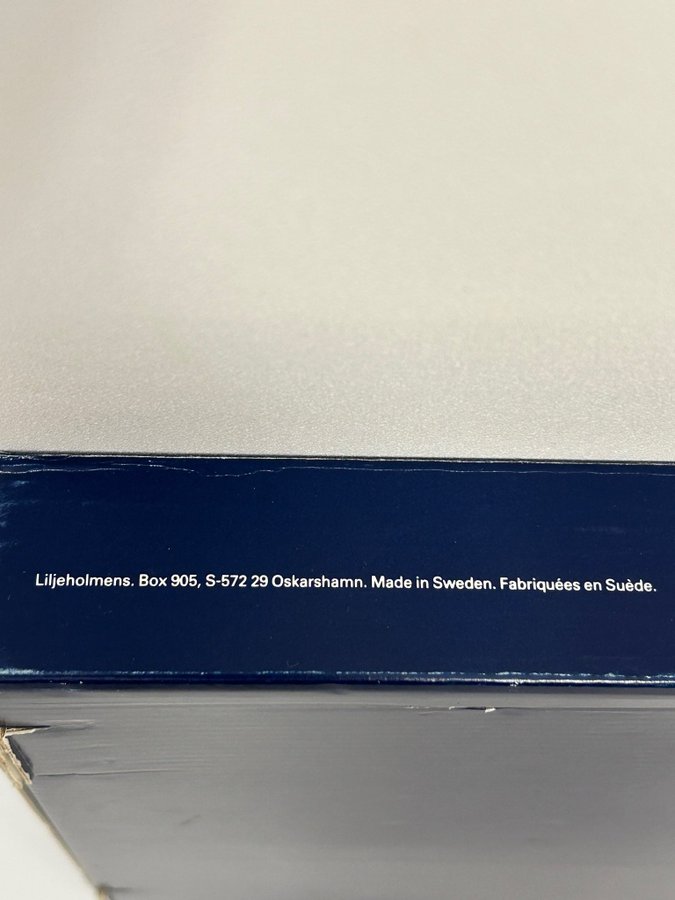 Liljeholmens. Box 905, S-572 29 Oskarshamn. Made in Sweden. Fabriquées en Suède.